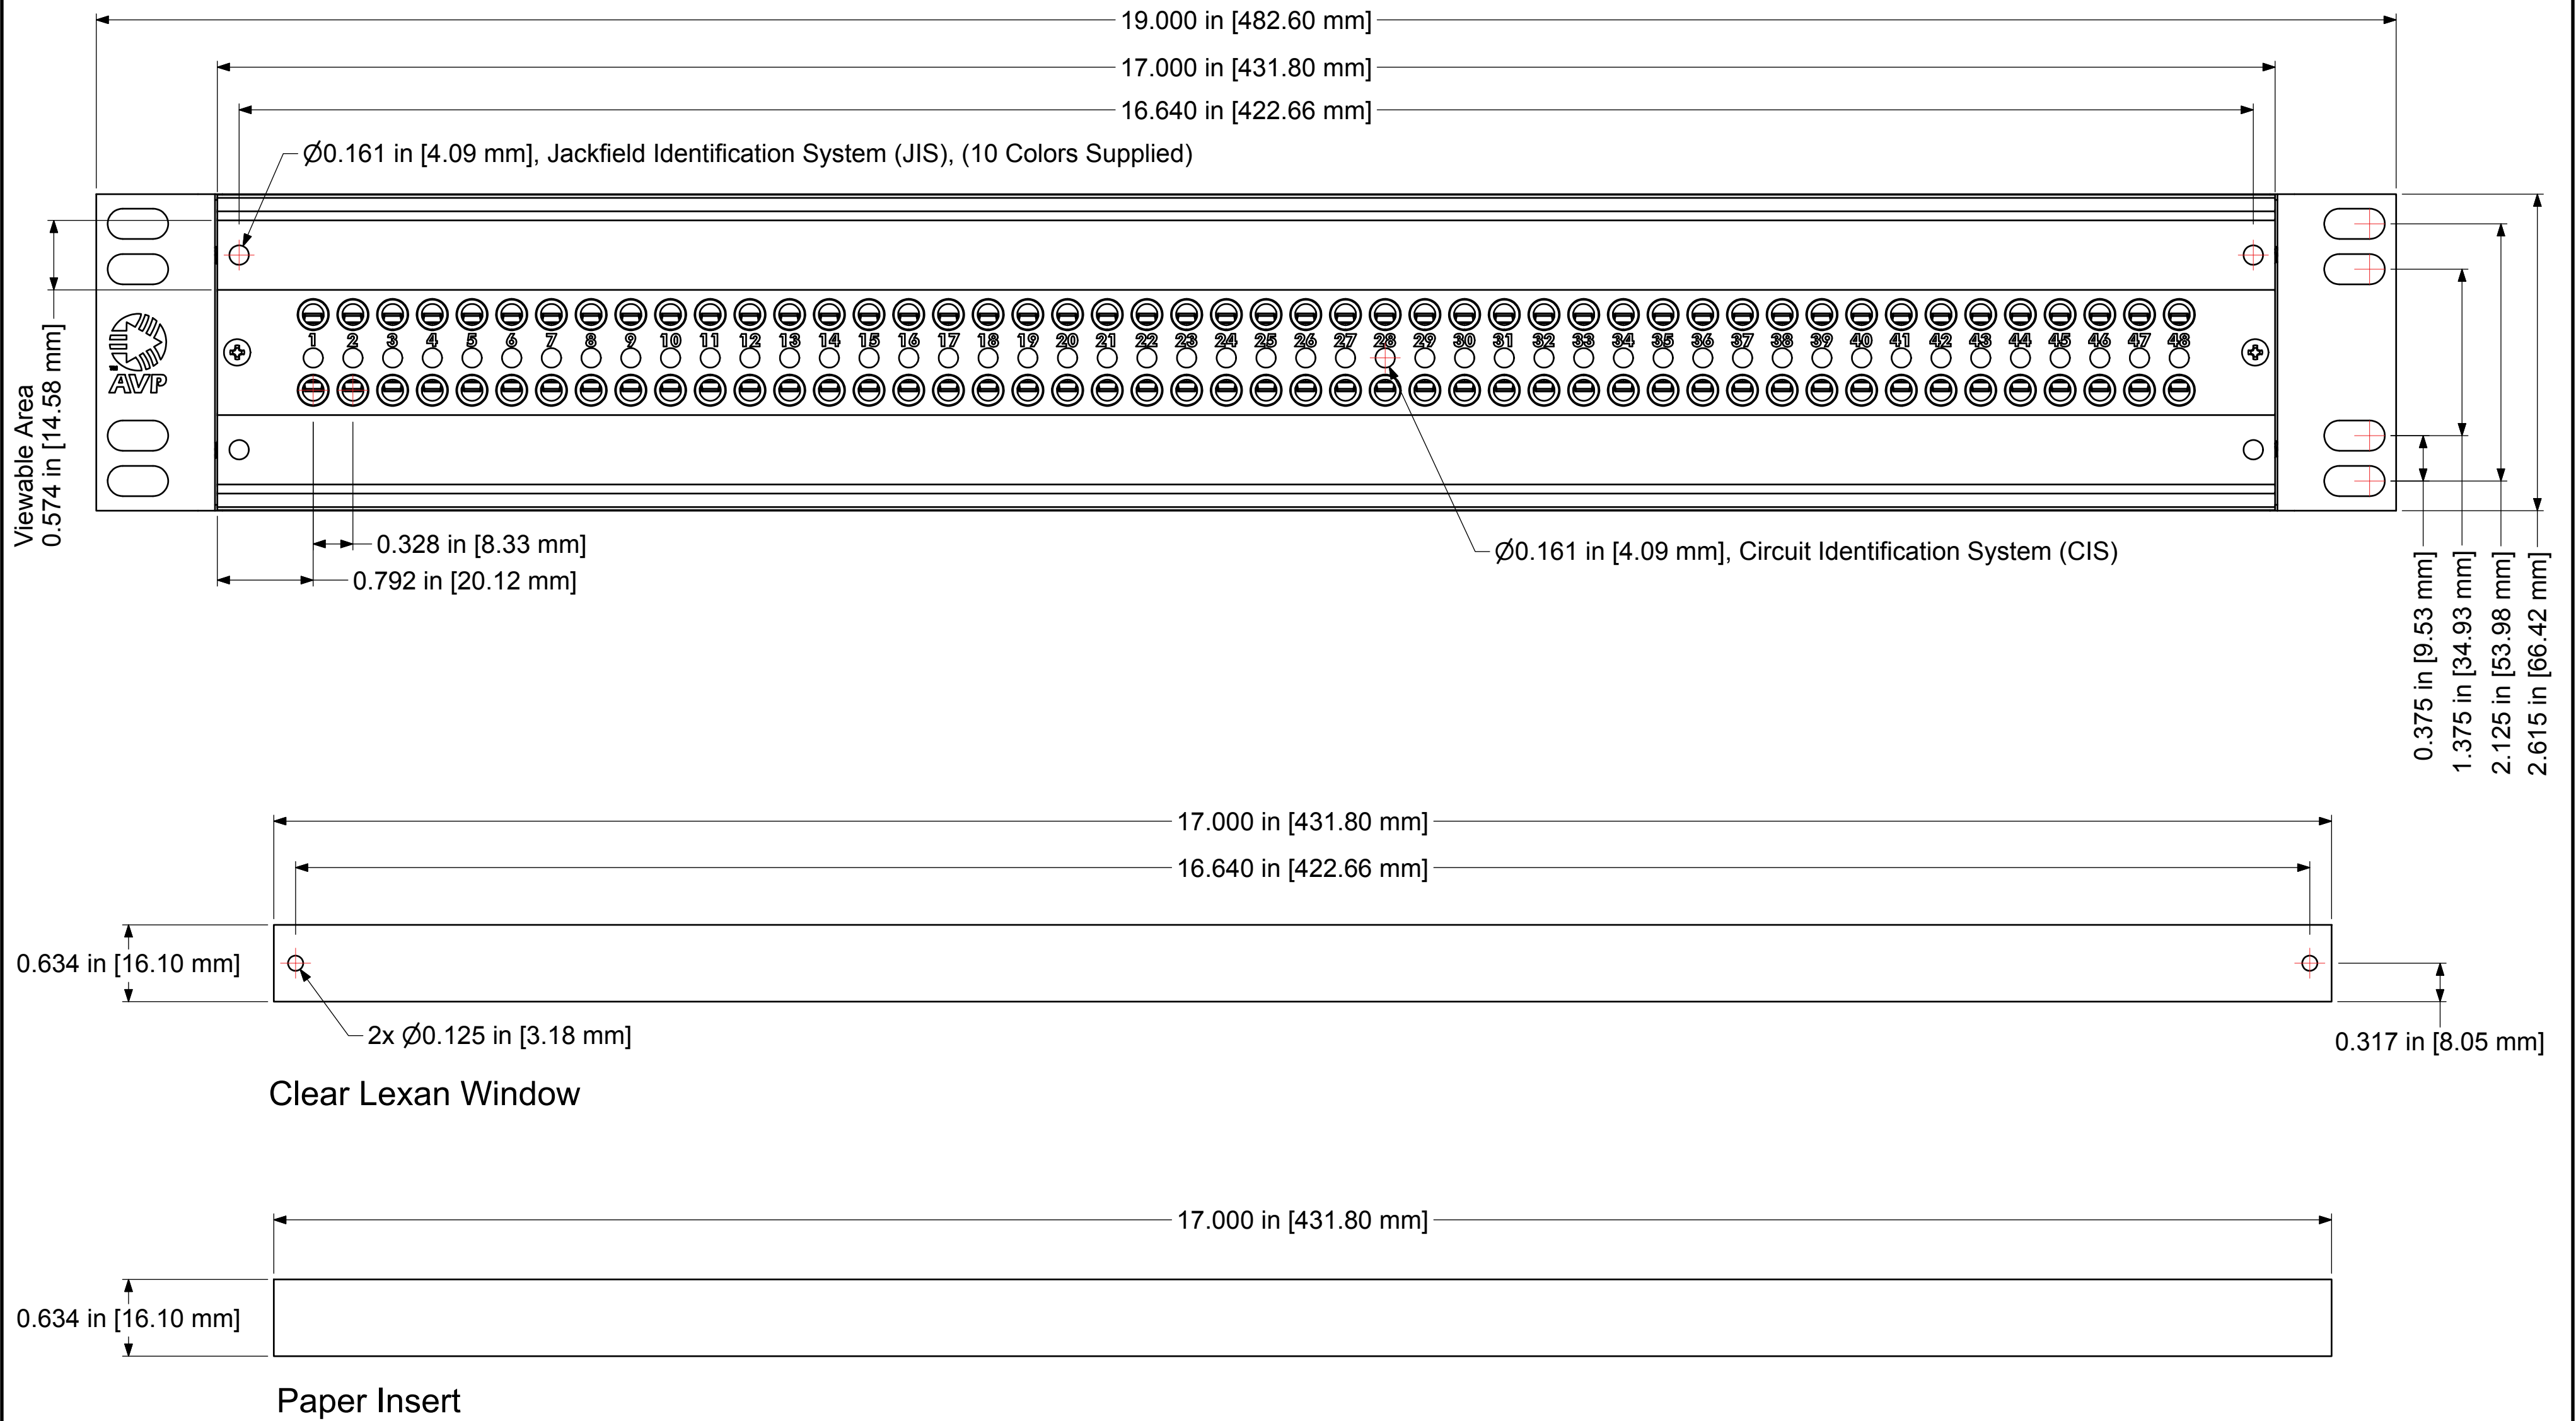 19.000 in [482.60 mm]
17.000 in [431.80 mm]
16.640 in [422.66 mm]
Ø0.161 in [4.09 mm], Jackfield Identification System (JIS), (10 Colors Supplied)
Viewable Area
0.574 in [14.58 mm]
1 2 3 4 5 6 7 8 9 10 11 12 13 14 15 16 17 18 19 20 21 22 23 24 25 26 27 28 29 30 31 32 33 34 35 36 37 38 39 40 41 42 43 44 45 46 47 48
AVP
0.328 in [8.33 mm]
0.792 in [20.12 mm]
Ø0.161 in [4.09 mm], Circuit Identification System (CIS)
0.375 in [9.53 mm]
1.375 in [34.93 mm]
2.125 in [53.98 mm]
2.615 in [66.42 mm]
17.000 in [431.80 mm]
16.640 in [422.66 mm]
0.634 in [16.10 mm]
2x Ø0.125 in [3.18 mm]
0.317 in [8.05 mm]
Clear Lexan Window
17.000 in [431.80 mm]
0.634 in [16.10 mm]
Paper Insert